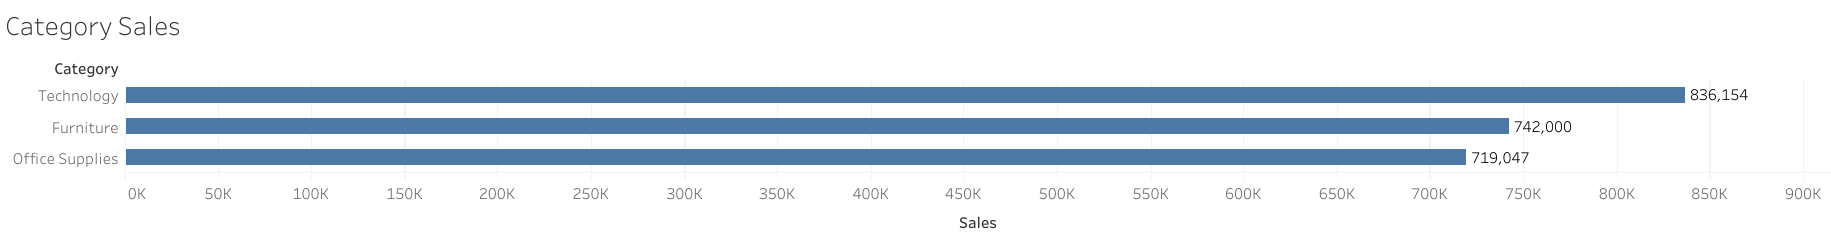 Category Sales
Category
Technology 836,154
Furniture 742,000
Office Supplies 719,047
0K 50K 100K 150K 200K 250K 300K 350K 400K 450K 500K 550K 600K 650K 700K 750K 800K 850K 900K
Sales